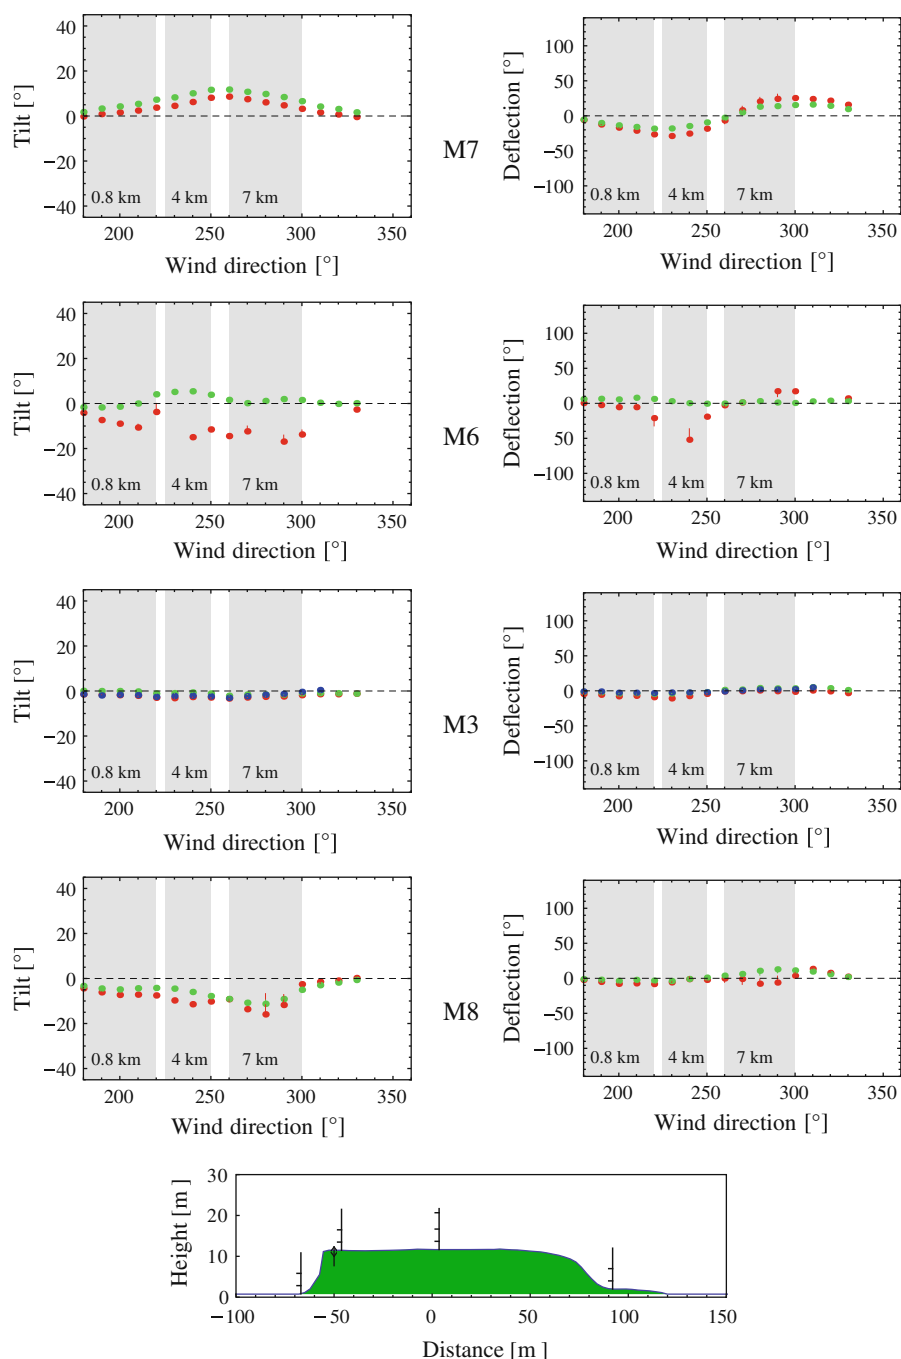 40
20
0
−20
−40
Tilt [°]
0.8 km
4 km
7 km
200
250
300
350
Wind direction [°]
M7
100
50
0
−50
−100
Deflection [°]
0.8 km
4 km
7 km
200
250
300
350
Wind direction [°]
40
20
0
−20
−40
Tilt [°]
0.8 km
4 km
7 km
200
250
300
350
Wind direction [°]
M6
100
50
0
50
−100
Deflection [°]
0.8 km
4 km
7 km
200
250
300
350
Wind direction [°]
40
20
0
−20
−40
Tilt [°]
0.8 km
4 km
7 km
200
250
300
350
Wind direction [°]
M3
100
50
0
−50
−100
Deflection [°]
0.8 km
4 km
7 km
200
250
300
350
Wind direction [°]
40
20
0
−20
−40
Tilt [°]
0.8 km
4 km
7 km
200
250
300
350
Wind direction [°]
M8
100
50
0
−50
−100
Deflection [°]
0.8 km
4 km
7 km
200
250
300
350
Wind direction [°]
30
20
10
0
Height [m]
−100
−50
0
50
100
150
Distance [m]